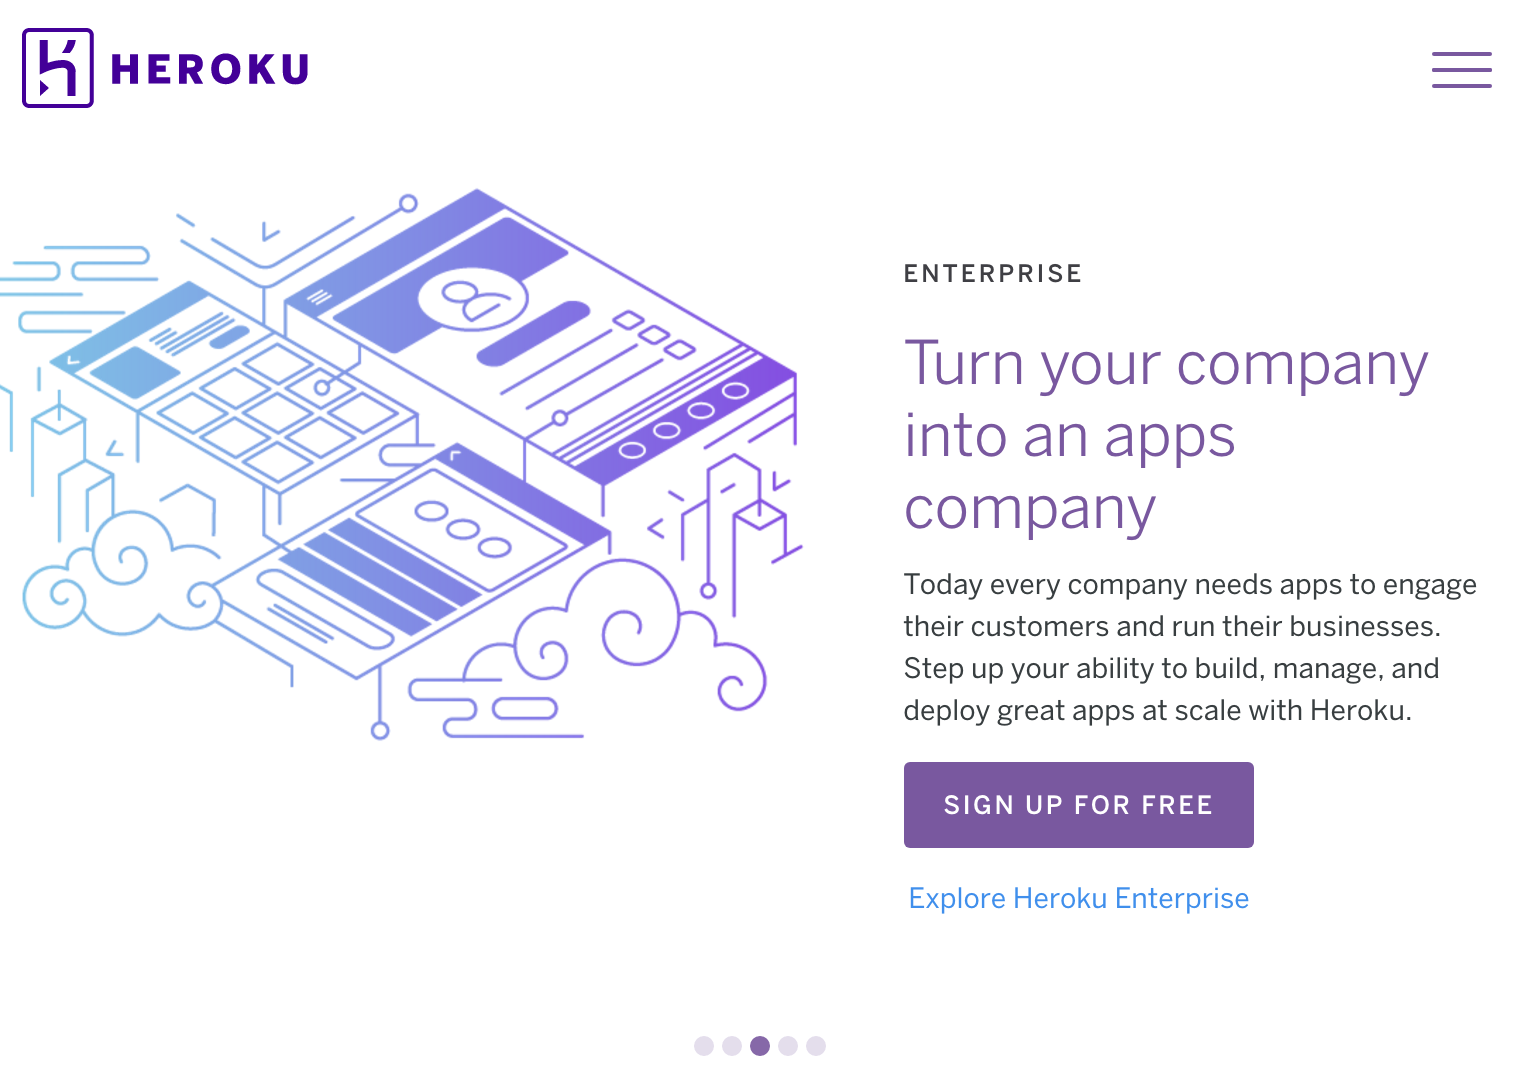 HEROKU
ENTERPRISE
Turn your company
into an apps
company
Today every company needs apps to engage
their customers and run their businesses.
Step up your ability to build, manage, and
deploy great apps at scale with Heroku.
SIGN UP FOR FREE
Explore Heroku Enterprise